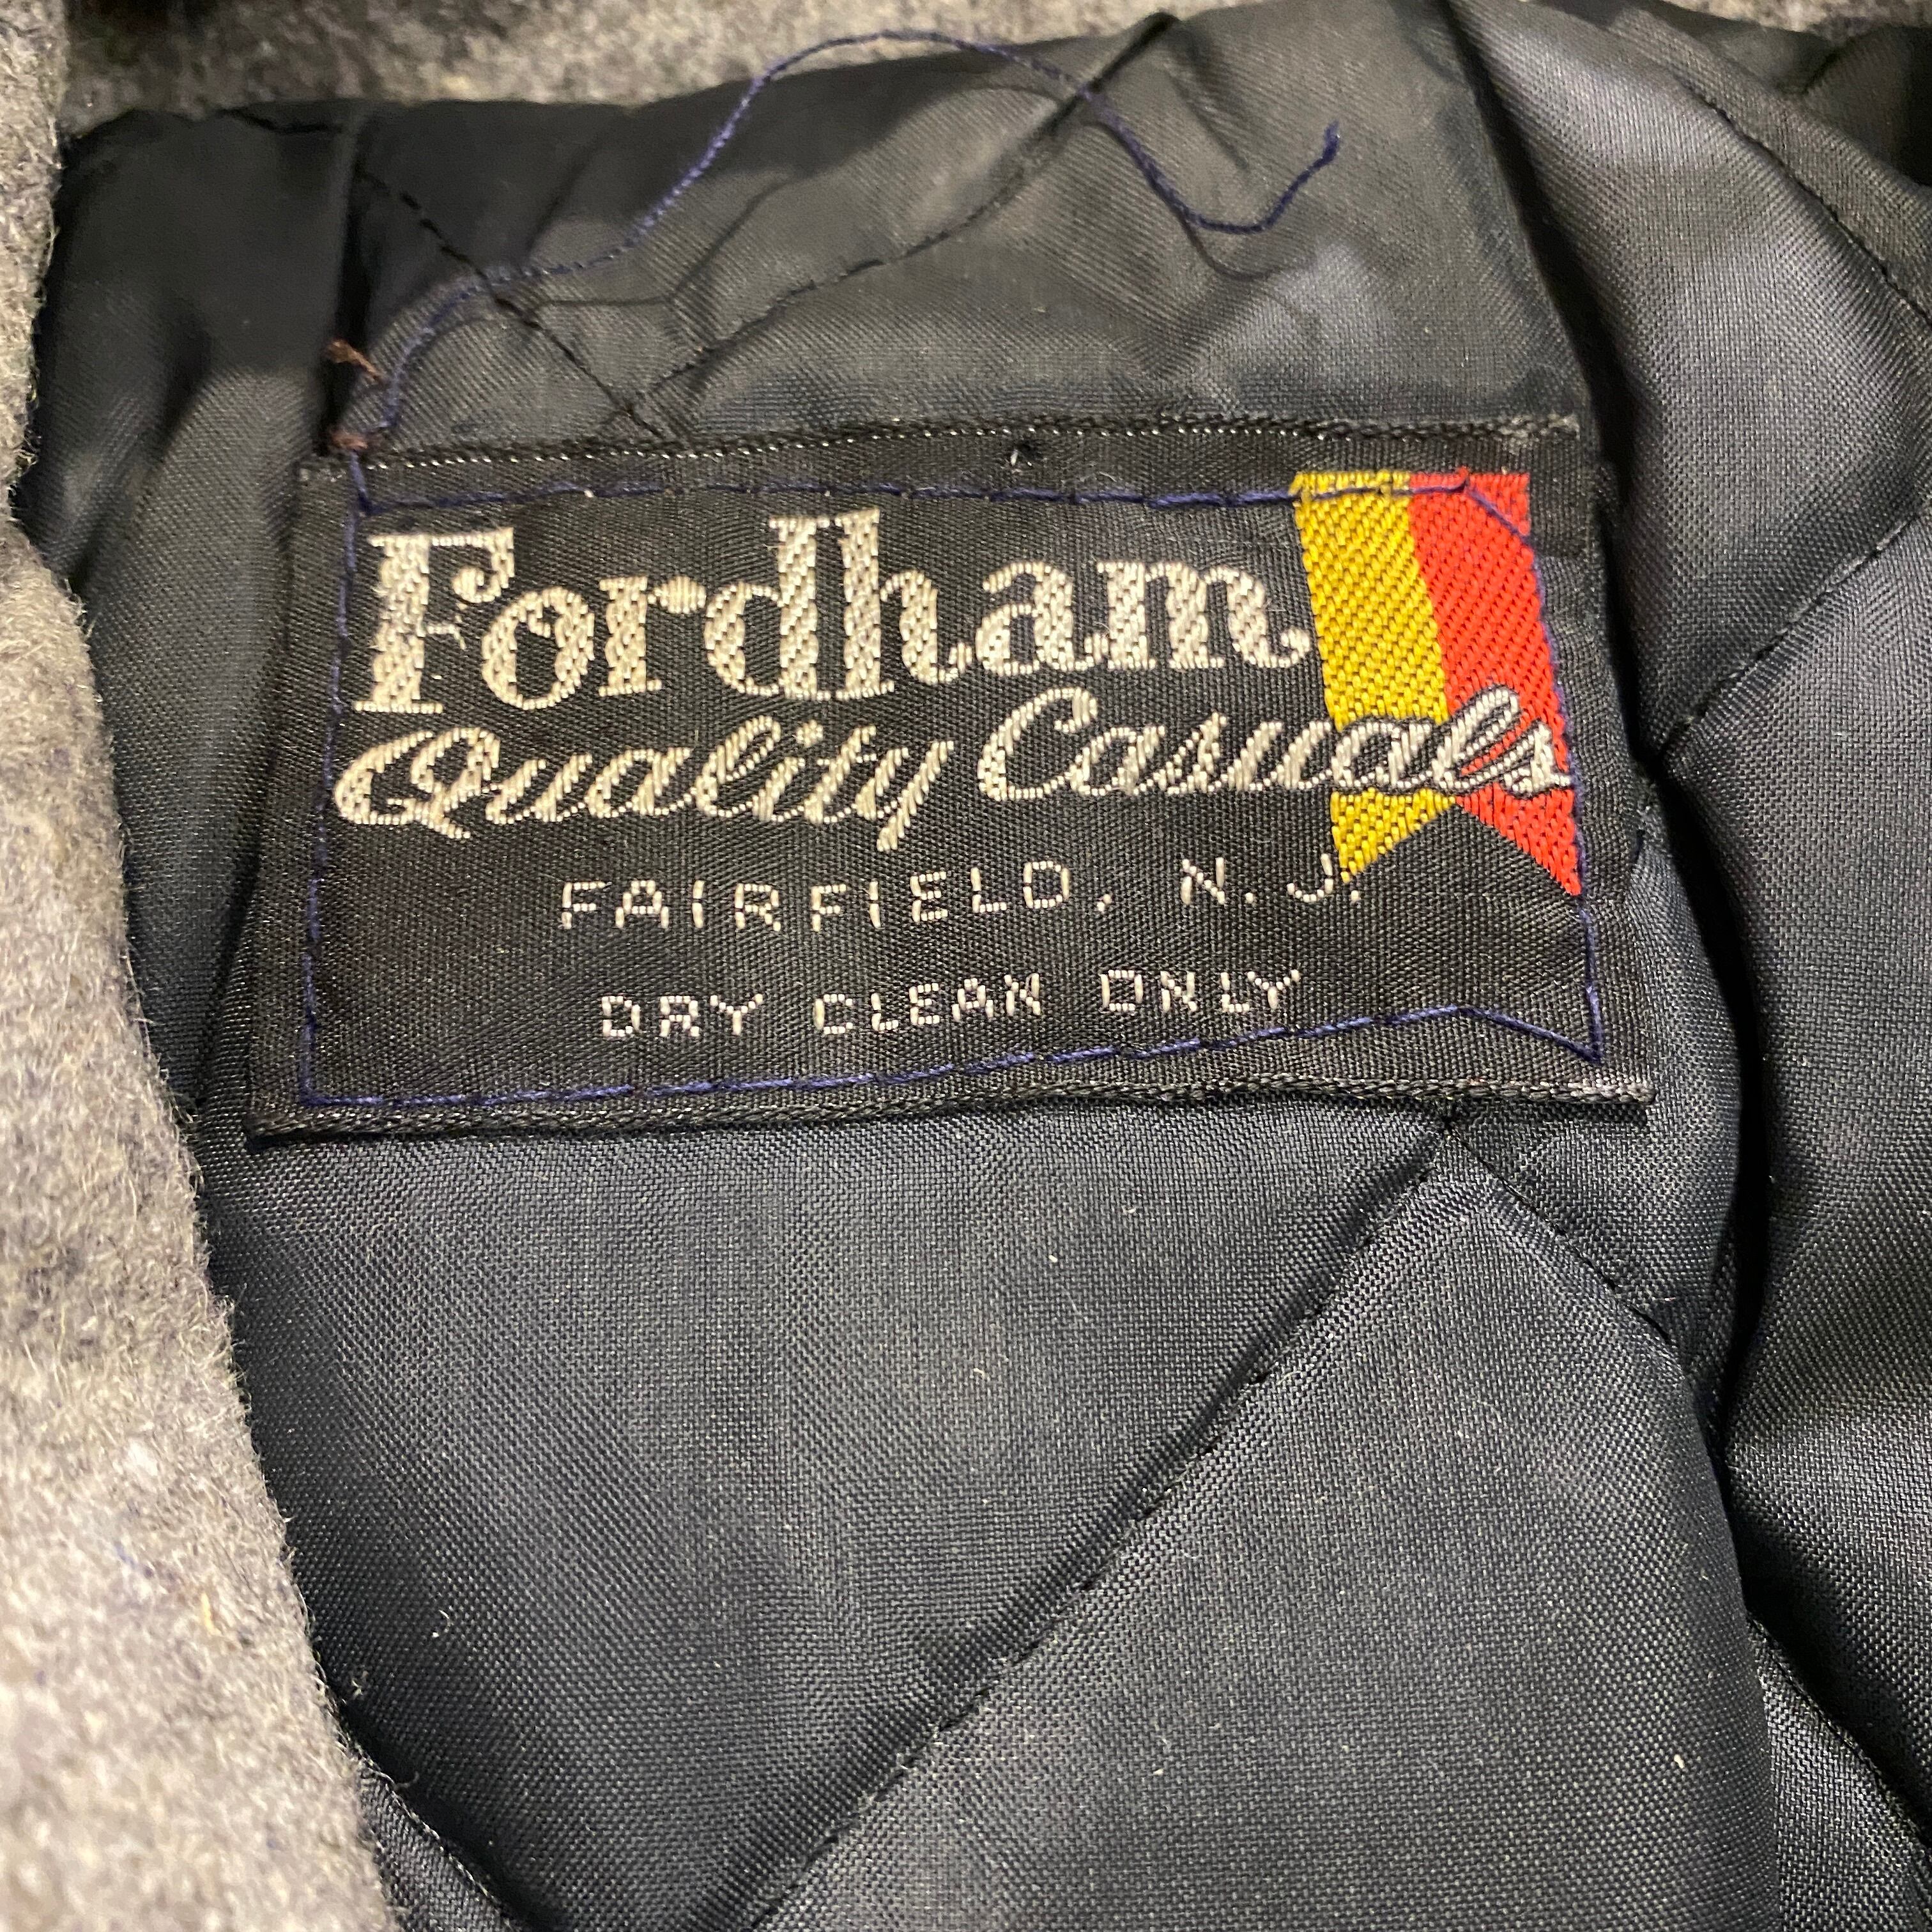 Fordham
Quality Casuals
FAIRFIELD, N.J.
DRY CLEAN ONLY